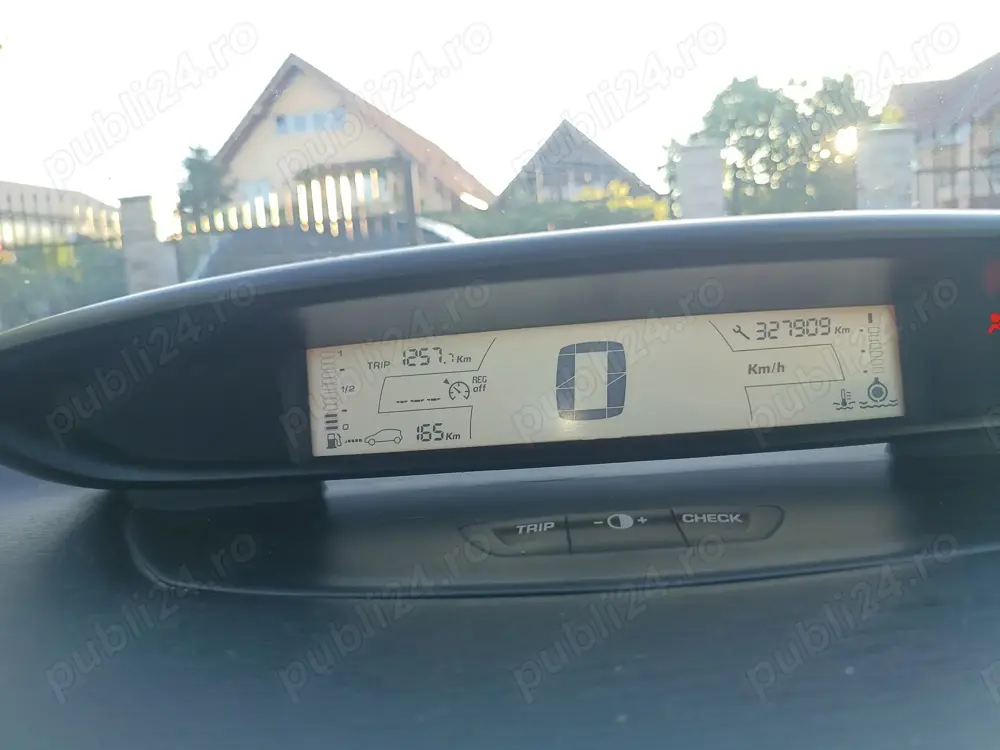 TRIP 1257.7 Km
1
1/2
0
REG
off
--- --- ---
165 Km
0
327909 Km
Km/h
TRIP
- +
CHECK
publi24.ro